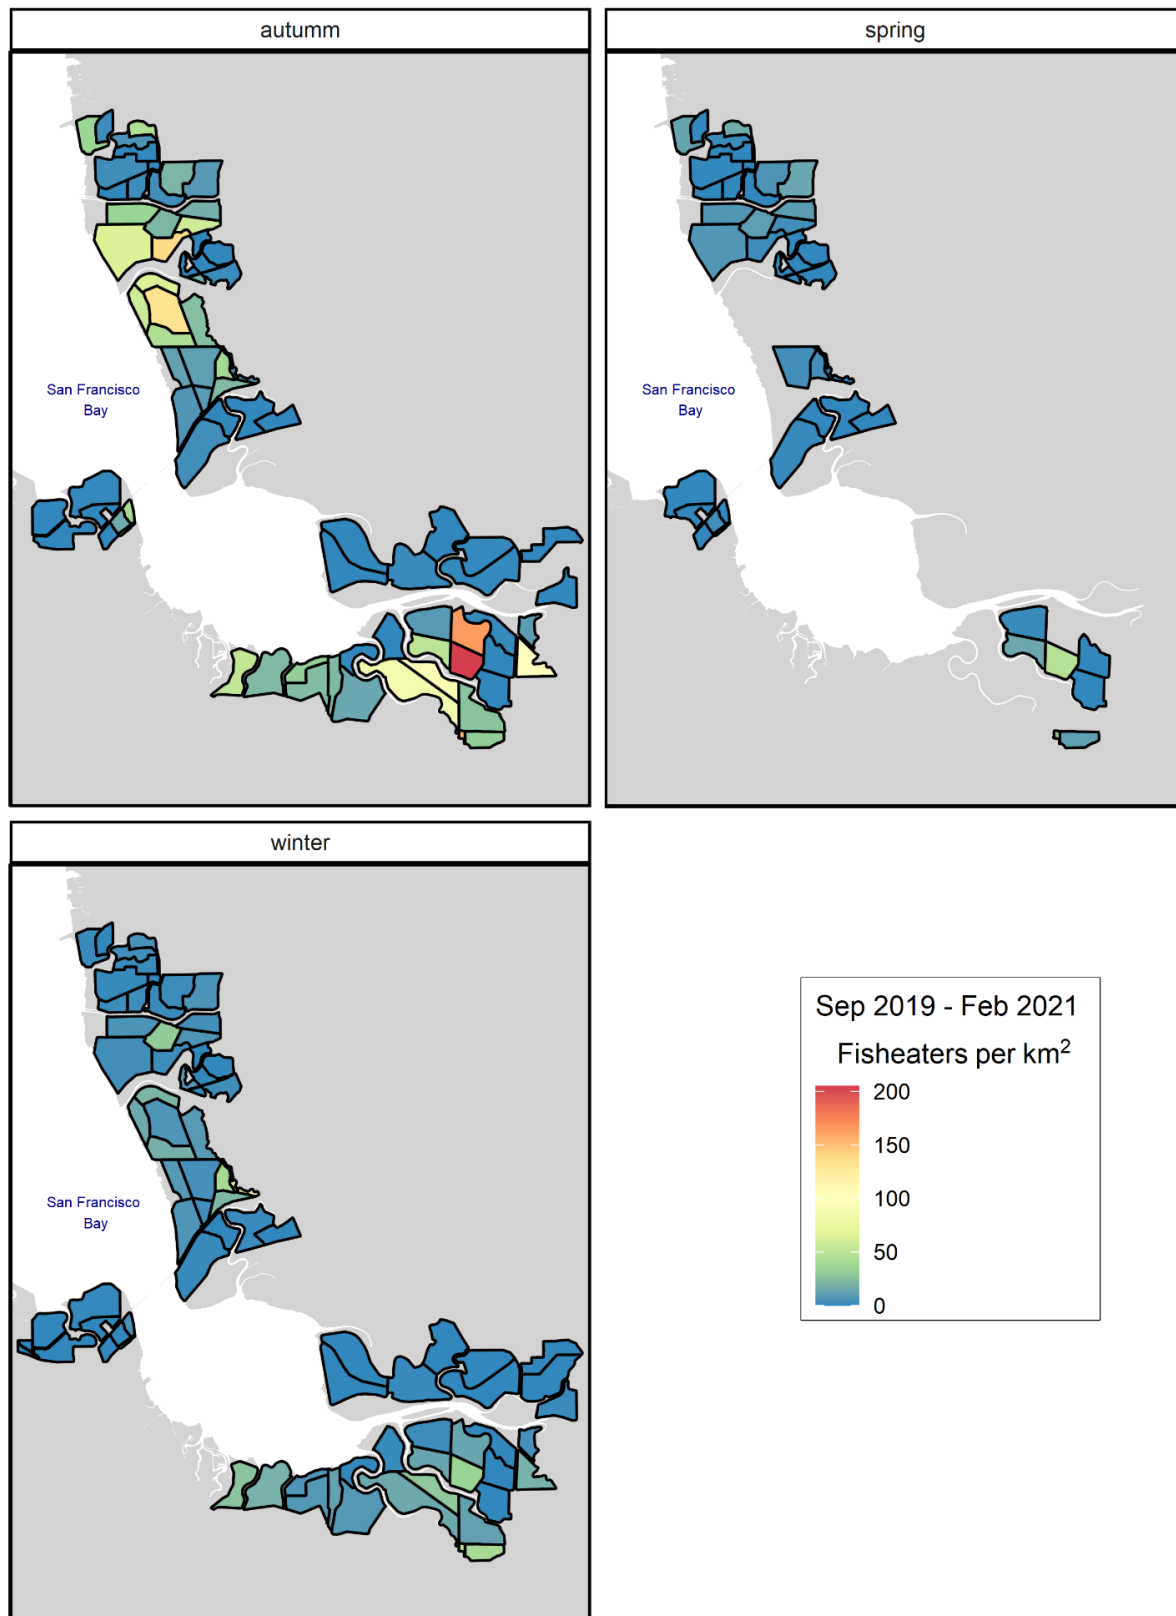 autumm
spring
San Francisco
Bay
San Francisco
Bay
winter
San Francisco
Bay
Sep 2019 - Feb 2021
Fisheaters per km²
200
150
100
50
0